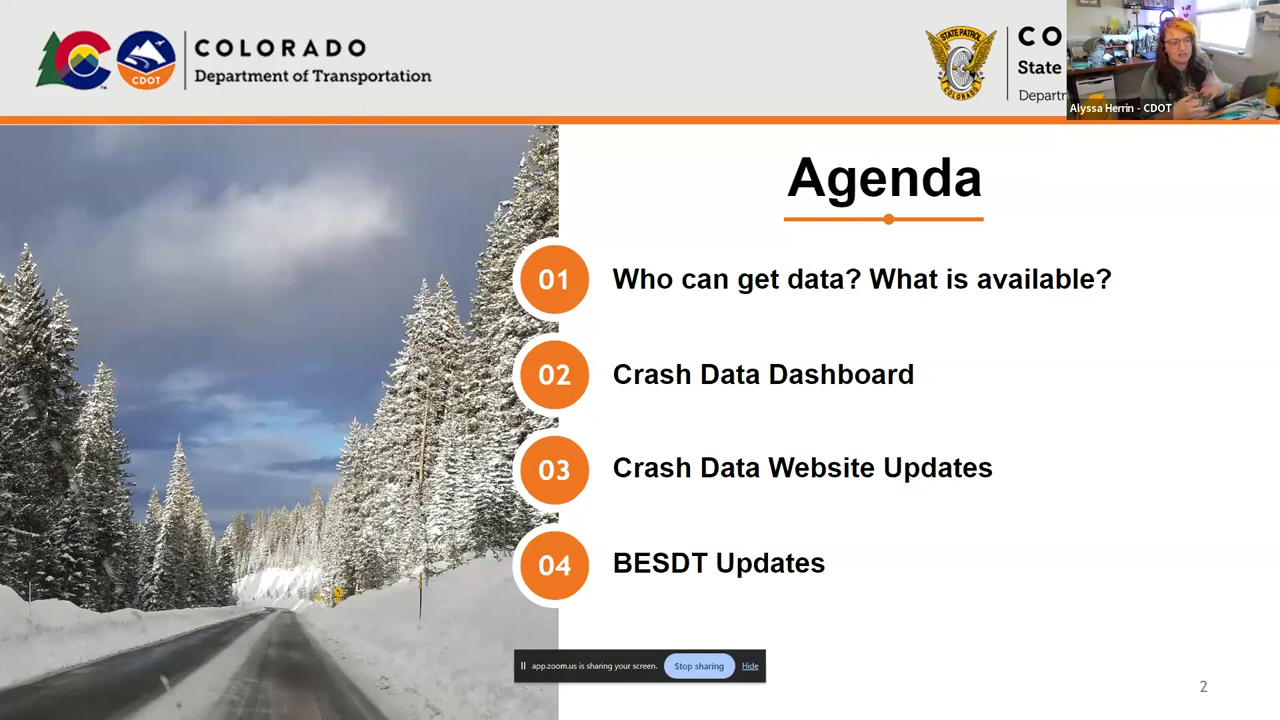 COLORADO
Department of Transportation
CDOT
STATE PATROL
COLORADO
CO
State
Departm
Alyssa Herrin - CDOT
Agenda
01 Who can get data? What is available?
02 Crash Data Dashboard
03 Crash Data Website Updates
04 BESDT Updates
app.zoom.us is sharing your screen. Stop sharing Hide
2